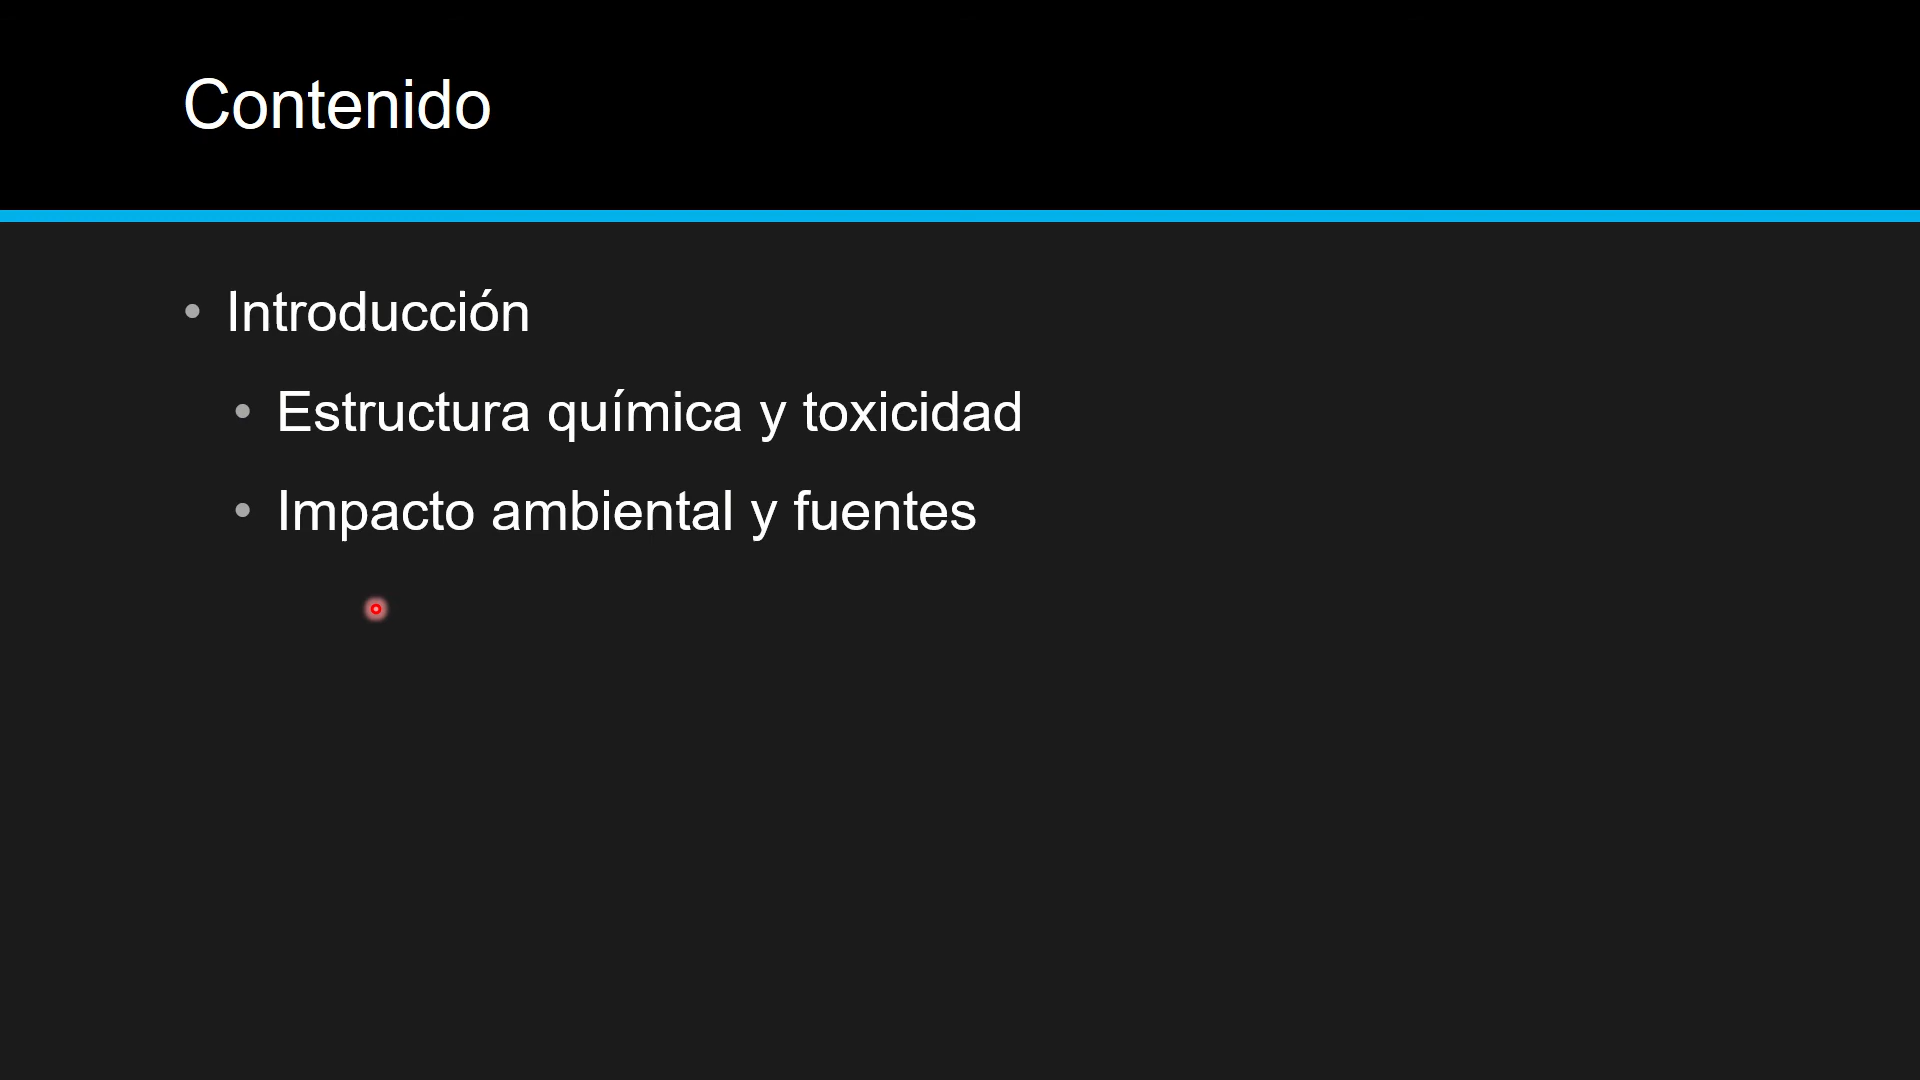 Contenido
Introducción
Estructura química y toxicidad
Impacto ambiental y fuentes